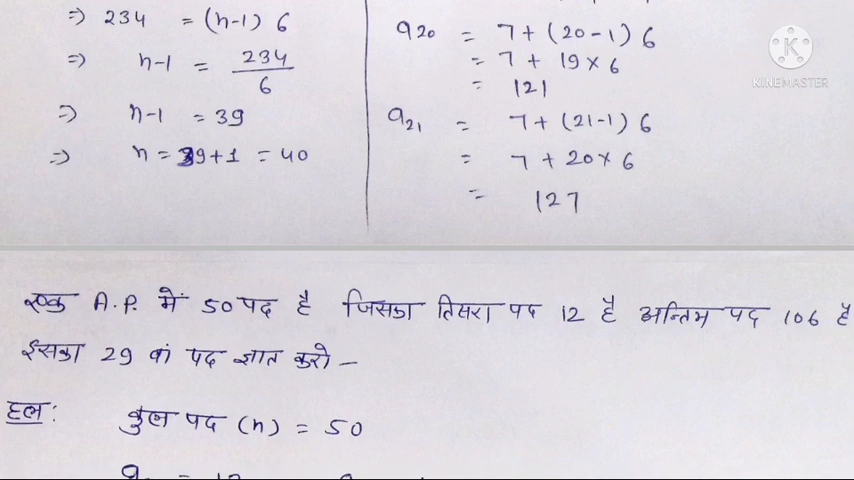 ⇒ 234 = (n-1) 6
⇒ n-1 = 234/6
⇒ n-1 = 39
⇒ n = 39+1 = 40
a20 = 7+(20-1) 6
= 7 + 19×6
= 121
a21 = 7+(21-1) 6
= 7 + 20×6
= 127
KINEMASTER
एक A.P. में 50 पद है जिसका तिसरा पद 12 है अन्तिम पद 106 है
इसका 29 वां पद ज्ञात करो –
हल:
कुल पद (n) = 50